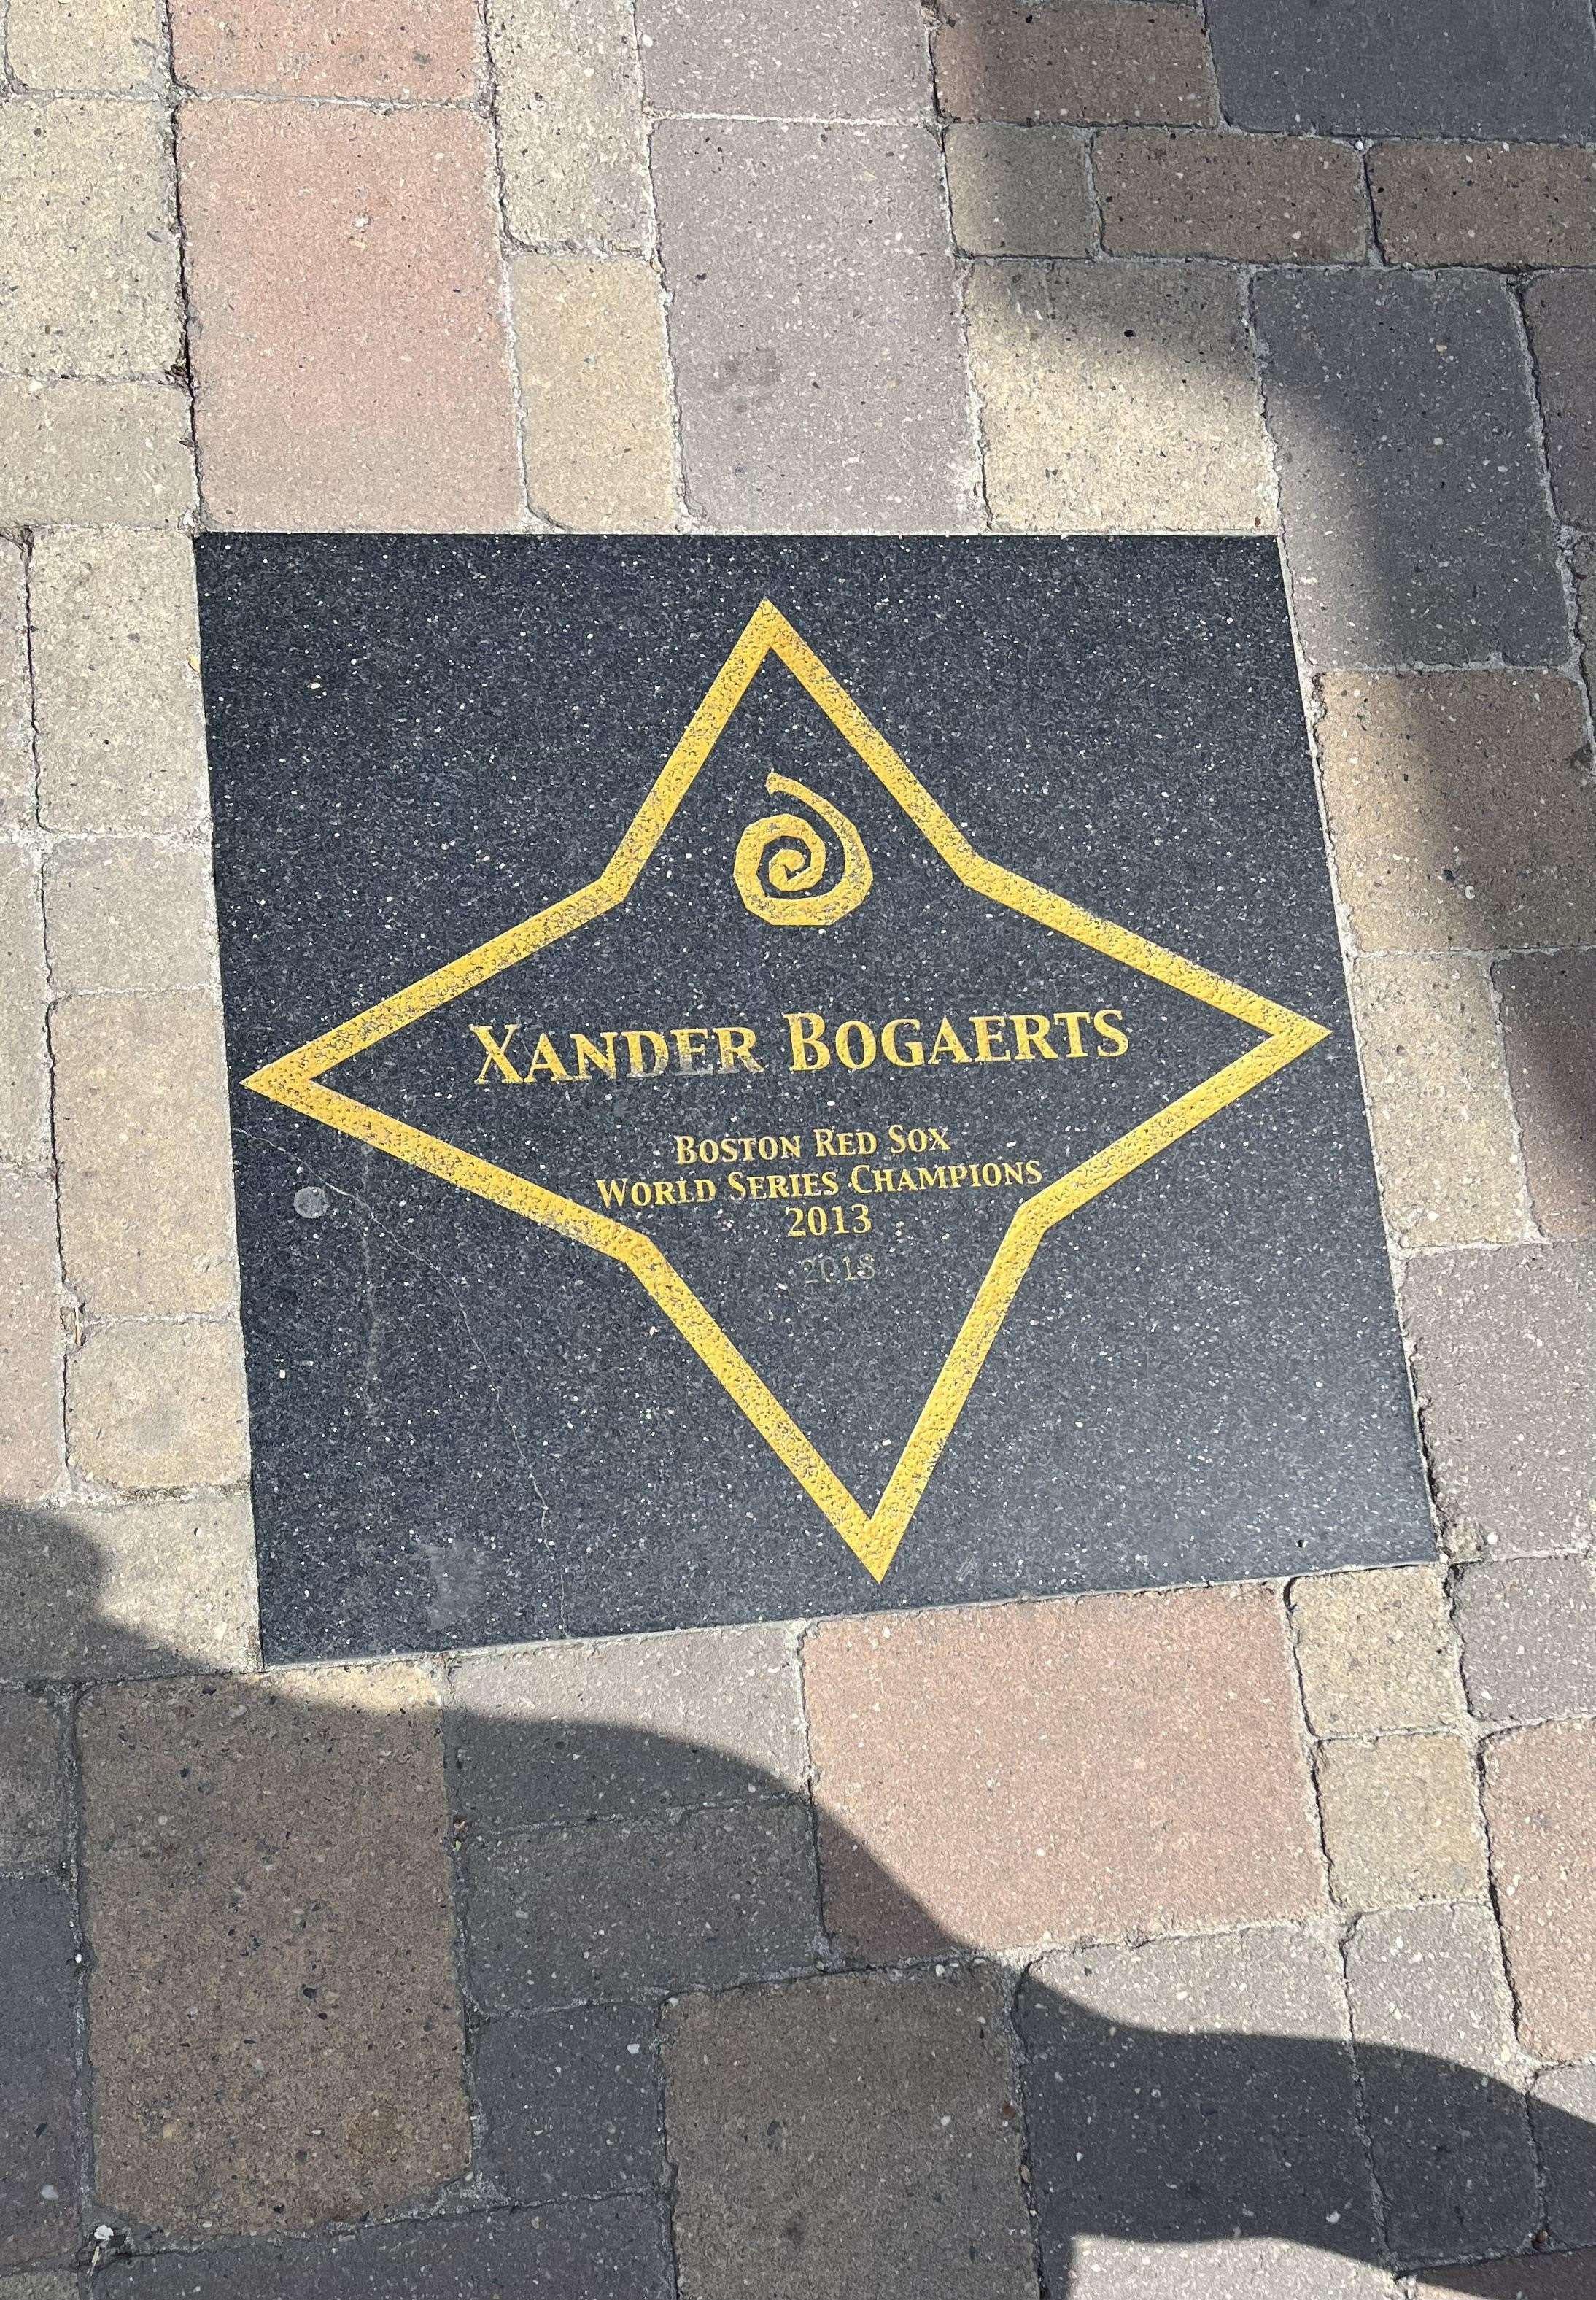 XANDER BOGAERTS
BOSTON RED SOX
WORLD SERIES CHAMPIONS
2013
2018